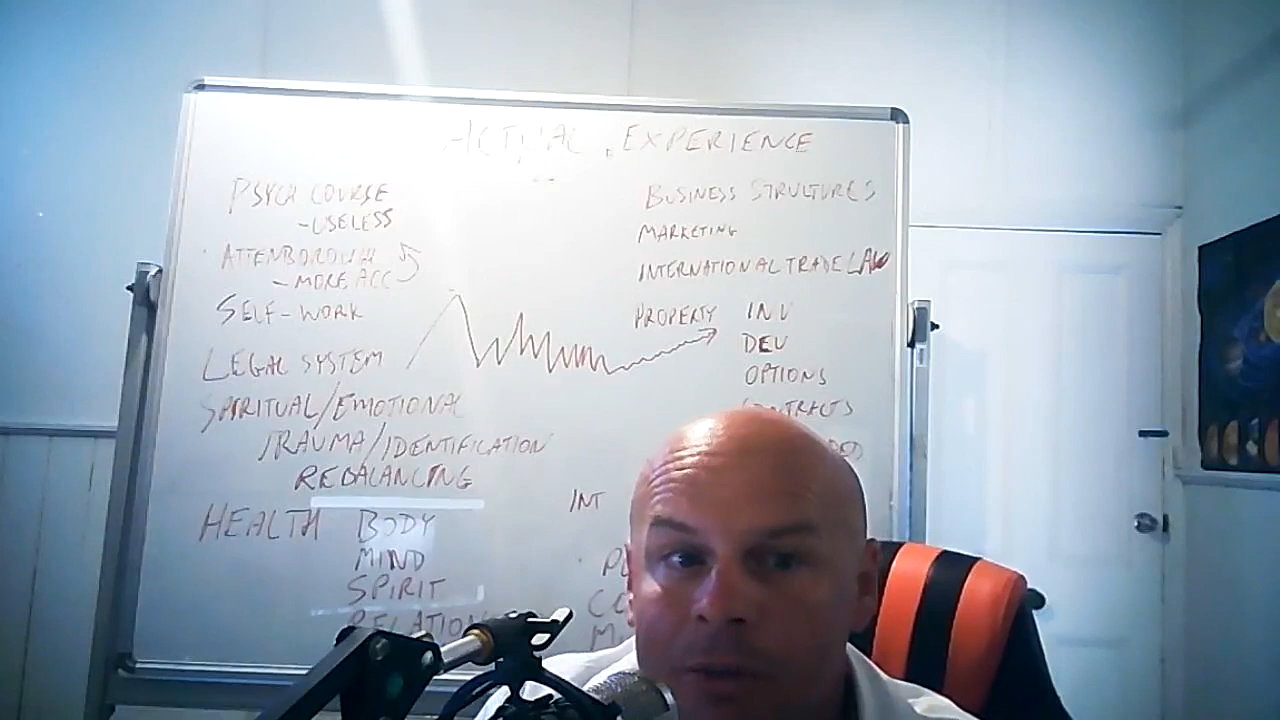 ACTUAL EXPERIENCE
PSYCH COURSE
-USELESS
ATTENBOROUGH
- MORE ACC
SELF-WORK
LEGAL SYSTEM
SPIRITUAL/EMOTIONAL
TRAUMA/IDENTIFICATION
REBALANCING
HEALTH BODY
MIND
SPIRIT
BUSINESS STRUCTURES
MARKETING
INTERNATIONAL TRADE LAW
PROPERTY INV
DEV
OPTIONS
INT